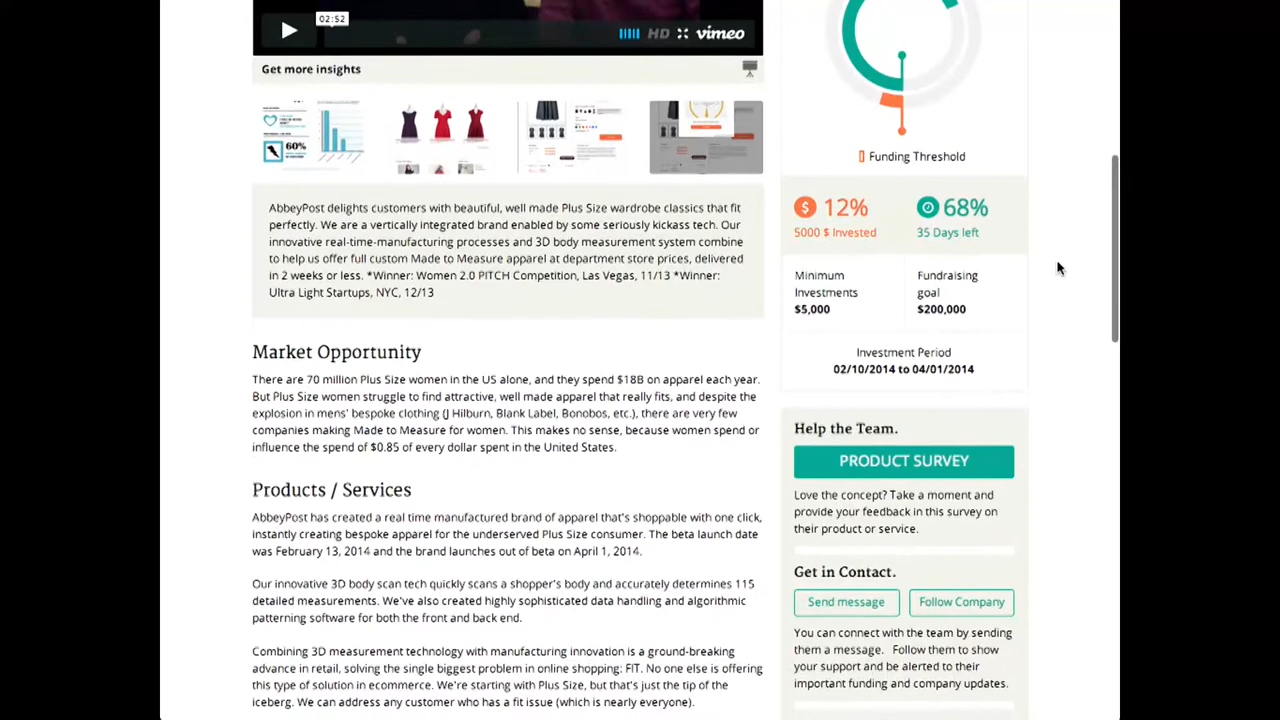 02:52
HD vimeo
Get more insights
60%
AbbeyPost delights customers with beautiful, well made Plus Size wardrobe classics that fit
perfectly. We are a vertically integrated brand enabled by some seriously kickass tech. Our
innovative real-time-manufacturing processes and 3D body measurement system combine
to help us offer full custom Made to Measure apparel at department store prices, delivered
in 2 weeks or less. *Winner: Women 2.0 PITCH Competition, Las Vegas, 11/13 *Winner:
Ultra Light Startups, NYC, 12/13
Market Opportunity
There are 70 million Plus Size women in the US alone, and they spend $18B on apparel each year.
But Plus Size women struggle to find attractive, well made apparel that really fits, and despite the
explosion in mens' bespoke clothing (J Hilburn, Blank Label, Bonobos, etc.), there are very few
companies making Made to Measure for women. This makes no sense, because women spend or
influence the spend of $0.85 of every dollar spent in the United States.
Products / Services
AbbeyPost has created a real time manufactured brand of apparel that's shoppable with one click,
instantly creating bespoke apparel for the underserved Plus Size consumer. The beta launch date
was February 13, 2014 and the brand launches out of beta on April 1, 2014.
Our innovative 3D body scan tech quickly scans a shopper's body and accurately determines 115
detailed measurements. We've also created highly sophisticated data handling and algorithmic
patterning software for both the front and back end.
Combining 3D measurement technology with manufacturing innovation is a ground-breaking
advance in retail, solving the single biggest problem in online shopping: FIT. No one else is offering
this type of solution in ecommerce. We're starting with Plus Size, but that's just the tip of the
iceberg. We can address any customer who has a fit issue (which is nearly everyone).
Funding Threshold
12%
5000 $ Invested
68%
35 Days left
Minimum
Investments
$5,000
Fundraising
goal
$200,000
Investment Period
02/10/2014 to 04/01/2014
Help the Team.
PRODUCT SURVEY
Love the concept? Take a moment and
provide your feedback in this survey on
their product or service.
Get in Contact.
Send message
Follow Company
You can connect with the team by sending
them a message. Follow them to show
your support and be alerted to their
important funding and company updates.